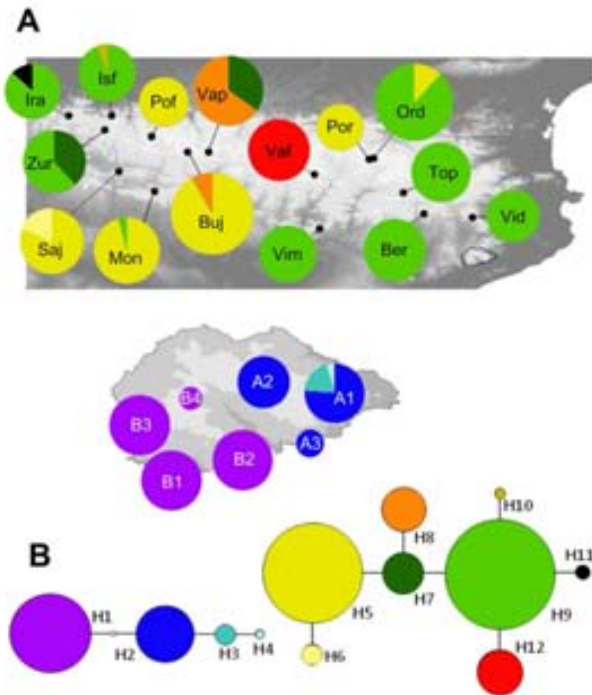 A
Ira
Isf
Pof
Vap
Ord
Por
Zur
Vaf
Top
Saj
Mon
Buj
Vim
Ber
Vid
A2
A1
B4
B3
A3
B2
B1
B
H10
H8
H11
H1
H7
H5
H9
H2
H3
H4
H6
H12